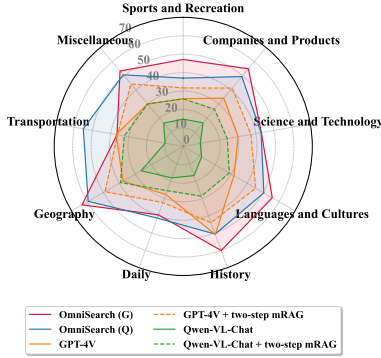 Sports and Recreation
70
60
50
40
30
20
10
0
Miscellaneous
Companies and Products
Transportation
Science and Technology
Geography
Languages and Cultures
Daily
History
OmniSearch (G)
GPT-4V + two-step mRAG
OmniSearch (Q)
Qwen-VL-Chat
GPT-4V
Qwen-VL-Chat + two-step mRAG